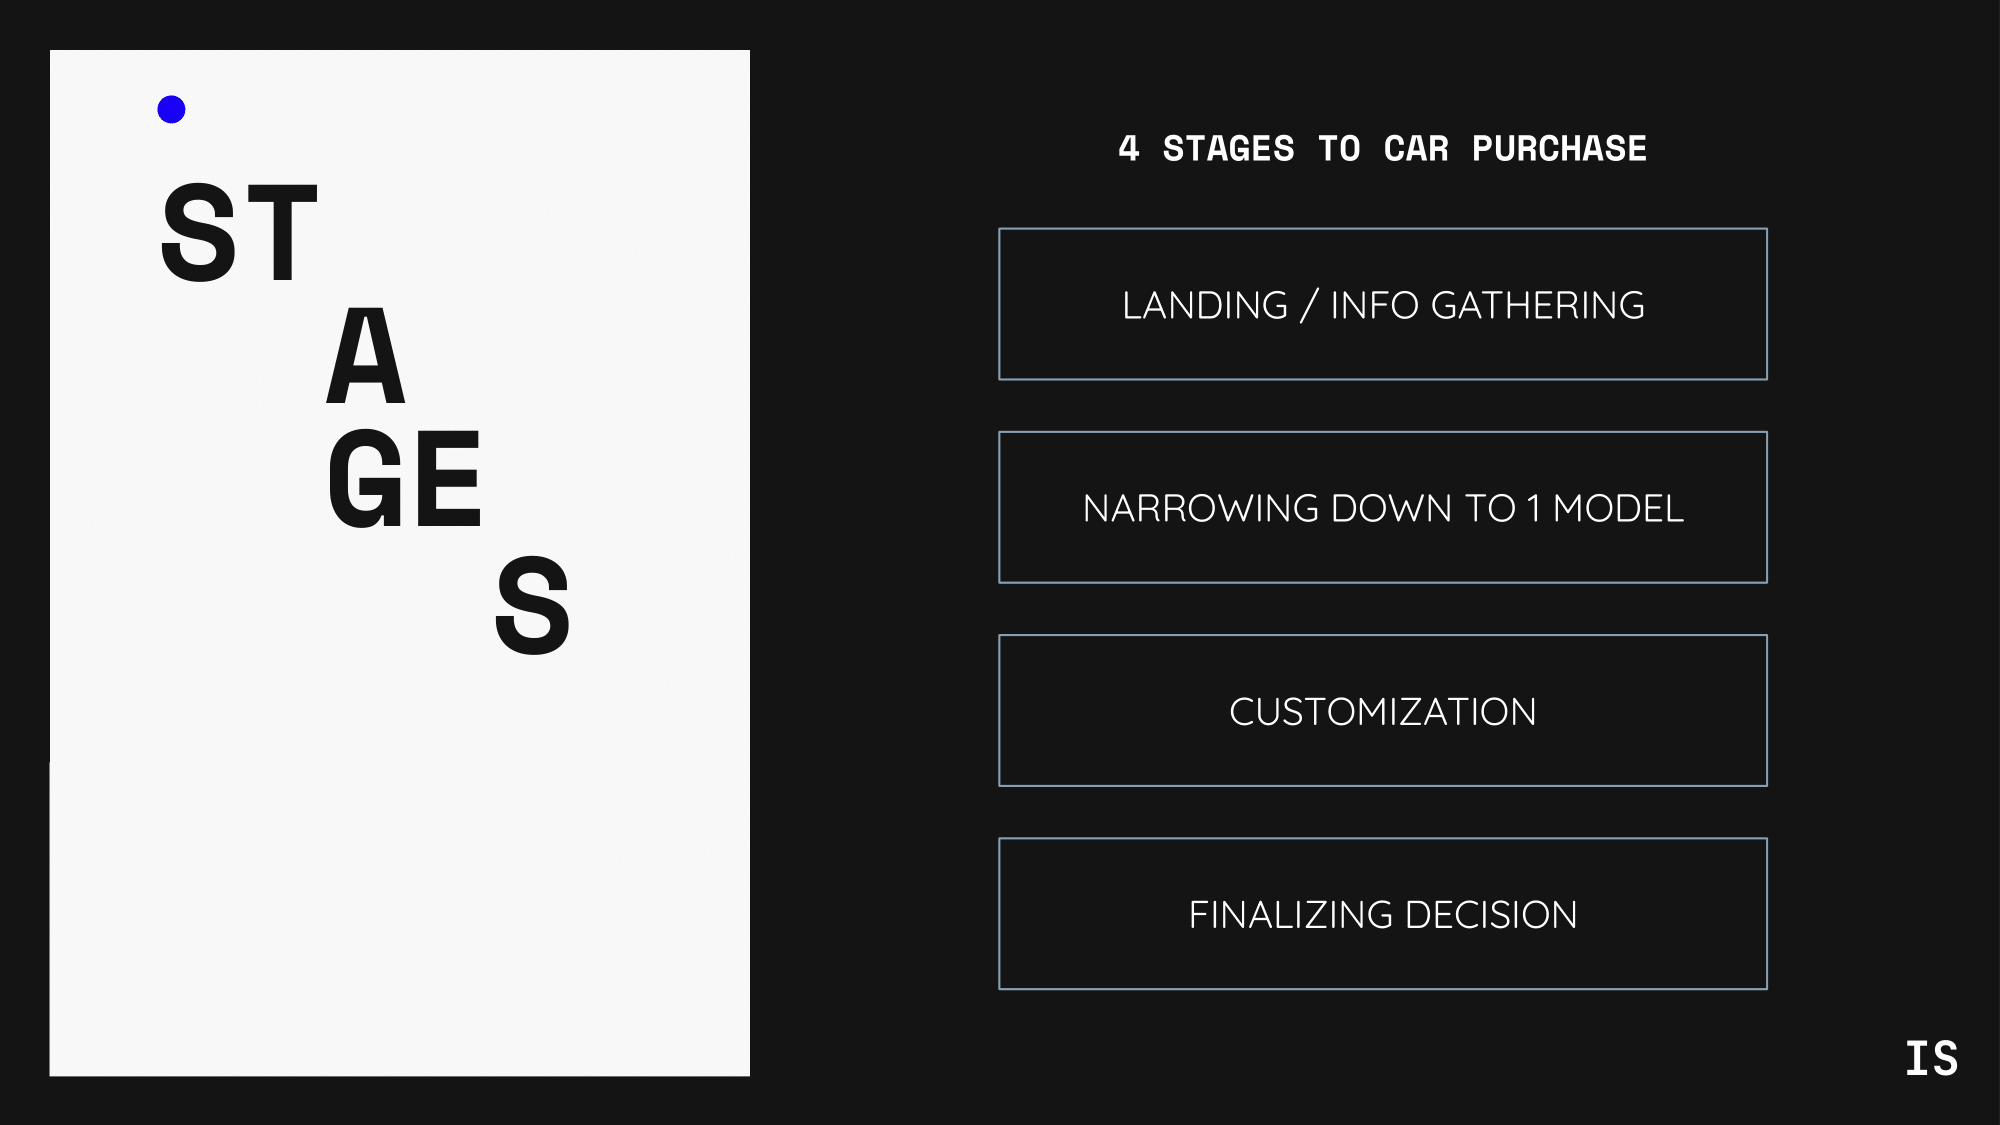 ST
A
GE
S
4 STAGES TO CAR PURCHASE
LANDING / INFO GATHERING
NARROWING DOWN TO 1 MODEL
CUSTOMIZATION
FINALIZING DECISION
IS